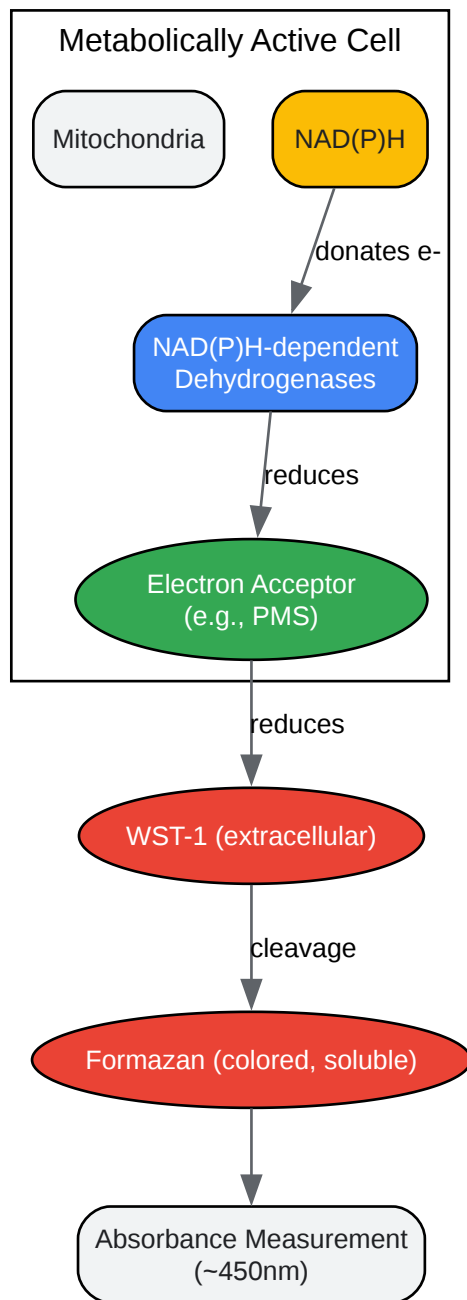 Metabolically Active Cell
Mitochondria
NAD(P)H
donates e-
NAD(P)H-dependent
Dehydrogenases
reduces
Electron Acceptor
(e.g., PMS)
reduces
WST-1 (extracellular)
cleavage
Formazan (colored, soluble)
Absorbance Measurement
(~450nm)